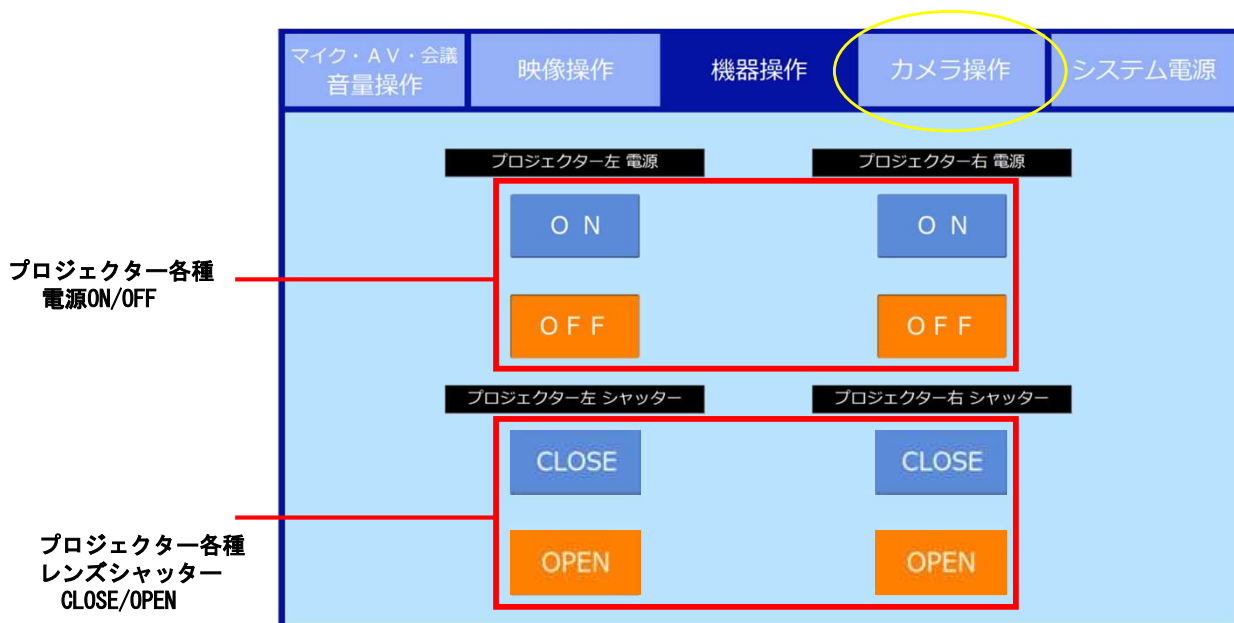 マイク・ＡＶ・会議
音量操作
映像操作
機器操作
カメラ操作
システム電源
プロジェクター左 電源
プロジェクター右 電源
ＯＮ
ＯＮ
プロジェクター各種
電源ON/OFF
ＯＦＦ
ＯＦＦ
プロジェクター左 シャッター
プロジェクター右 シャッター
CLOSE
CLOSE
プロジェクター各種
レンズシャッター
CLOSE/OPEN
OPEN
OPEN